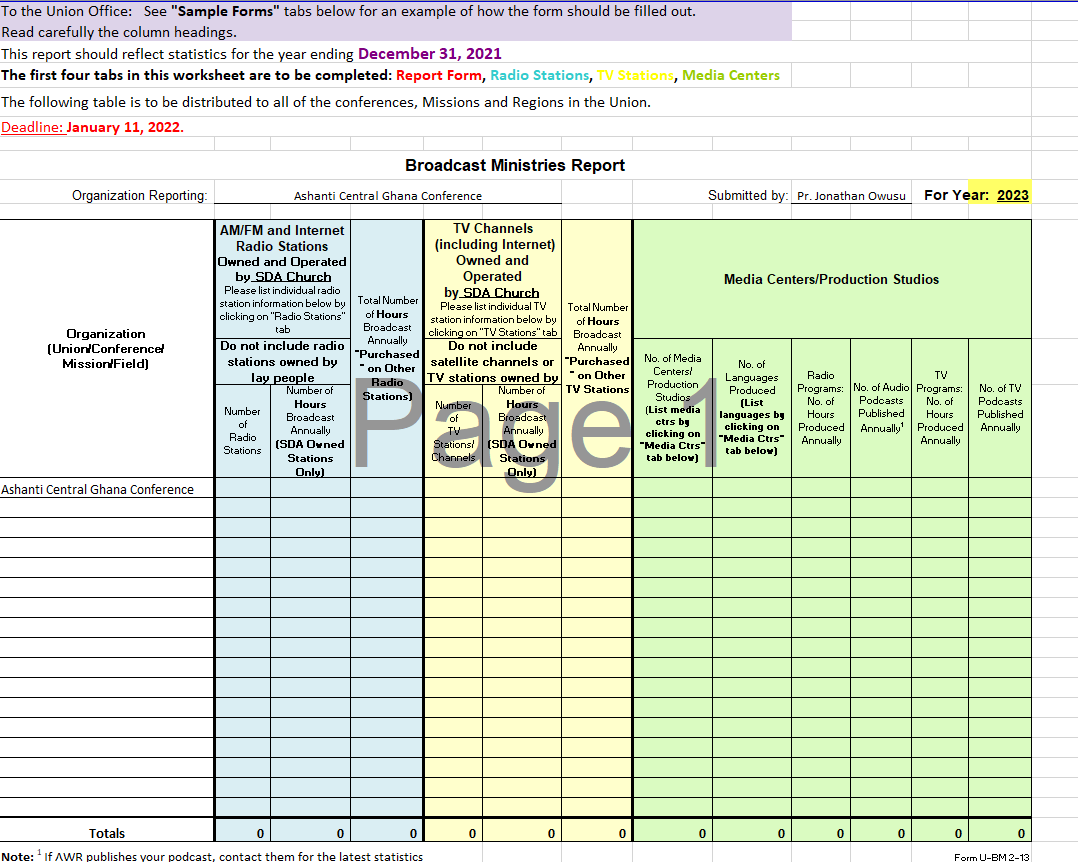 To the Union Office: See "Sample Forms" tabs below for an example of how the form should be filled out.
Read carefully the column headings.
This report should reflect statistics for the year ending December 31, 2021
The first four tabs in this worksheet are to be completed: Report Form, Radio Stations, TV Stations, Media Centers
The following table is to be distributed to all of the conferences, Missions and Regions in the Union.
Deadline: January 11, 2022.
Broadcast Ministries Report
Organization Reporting: Ashanti Central Ghana Conference Submitted by: Pr. Jonathan Owusu For Year: 2023
Organization
(Union/Conference/
Mission/Field)
AM/FM and Internet
Radio Stations
Owned and Operated
by SDA Church
Please list individual radio
station information below by
clicking on "Radio Stations"
tab
Do not include radio
stations owned by
lay people
Number
of
Radio
Stations
Number of
Hours
Broadcast
Annually
(SDA Owned
Stations
Only)
Total Number
of Hours
Broadcast
Annually
"Purchased
" on Other
Radio
Stations)
TV Channels
(including Internet)
Owned and
Operated
by SDA Church
Please list individual TV
station information below by
clicking on "TV Stations" tab
Do not include
satellite channels or
TV stations owned by
Number
of
TV
Stations/
Channels
Number of
Hours
Broadcast
Annually
(SDA Owned
Stations
Only)
Total Number
of Hours
Broadcast
Annually
"Purchased
" on Other
TV Stations
Media Centers/Production Studios
No. of Media
Centers/
Production
Studios
(List media
ctrs by
clicking on
"Media Ctrs"
tab below)
No. of
Languages
Produced
(List
languages by
clicking on
"Media Ctrs"
tab below)
Radio
Programs:
No. of
Hours
Produced
Annually
No. of Audio
Podcasts
Published
Annually1
TV
Programs:
No. of
Hours
Produced
Annually
No. of TV
Podcasts
Published
Annually
Page 1
Ashanti Central Ghana Conference
Totals 0 0 0 0 0 0 0 0 0 0 0 0
Note: 1 If AWR publishes your podcast, contact them for the latest statistics Form U-BM 2-13